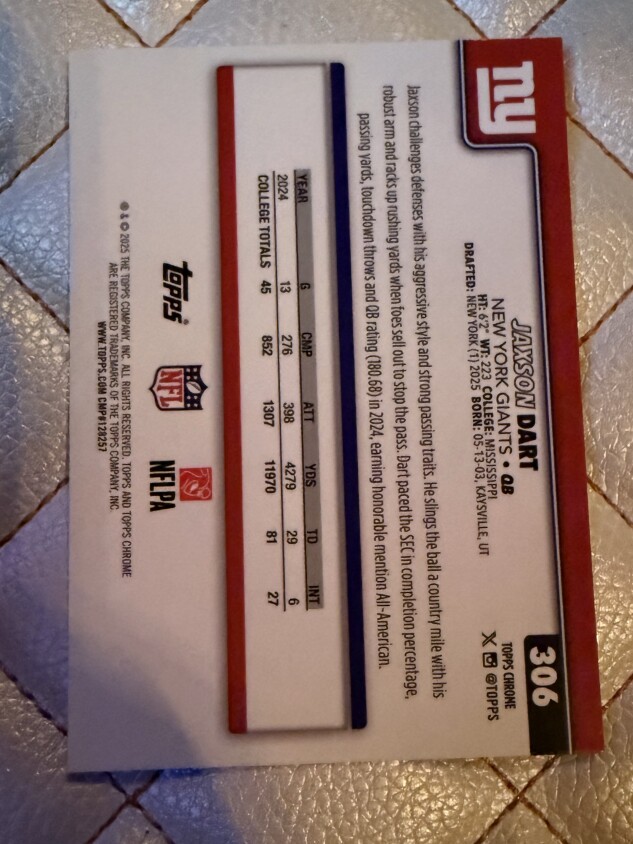 ny
306
JAXSON DART
NEW YORK GIANTS • QB
HT: 6'2" WT: 223 COLLEGE: MISSISSIPPI
DRAFTED: NEW YORK (1) 2025 BORN: 05-13-03, KAYSVILLE, UT
TOPPS CHROME
X @TOPPS
Jaxson challenges defenses with his aggressive style and strong passing traits. He slings the ball a country mile with his
robust arm and racks up rushing yards when foes sell out to stop the pass. Dart paced the SEC in completion percentage,
passing yards, touchdown throws and QB rating (180.68) in 2024, earning honorable mention All-American.
YEAR G CMP ATT YDS TD INT
2024 13 276 398 4279 29 6
COLLEGE TOTALS 45 852 1307 11970 81 27
topps®
NFL
NFLPA
® & © 2025 THE TOPPS COMPANY, INC. ALL RIGHTS RESERVED. TOPPS AND TOPPS CHROME
ARE REGISTERED TRADEMARKS OF THE TOPPS COMPANY, INC.
WWW.TOPPS.COM CMP#128257